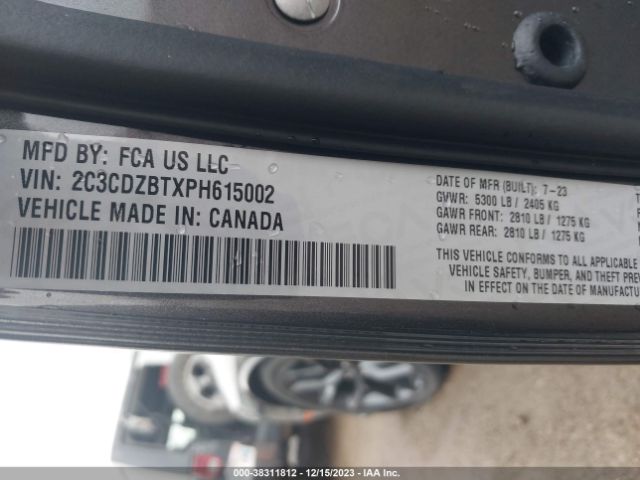 MFD BY: FCA US LLC
VIN: 2C3CDZBTXPH615002
VEHICLE MADE IN: CANADA
DATE OF MFR (BUILT): 7-23
GVWR: 5300 LB / 2405 KG
GAWR FRONT: 2810 LB / 1275 KG
GAWR REAR: 2810 LB / 1275 KG
THIS VEHICLE CONFORMS TO ALL APPLICABLE
VEHICLE SAFETY, BUMPER, AND THEFT PREV
IN EFFECT ON THE DATE OF MANUFACTUR
000-38311812 - 12/15/2023 - IAA Inc.